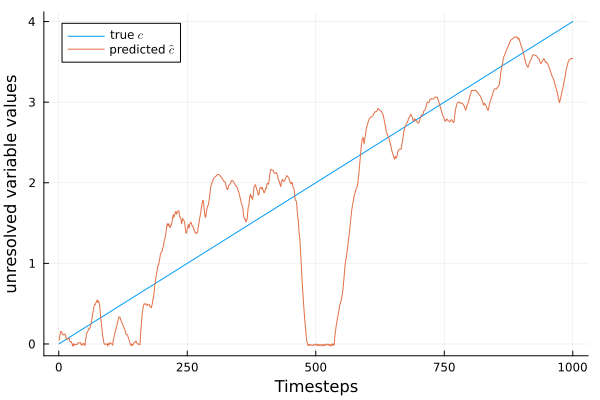 true c
predicted ĉ
4
3
2
1
0
unresolved variable values
0
250
500
750
1000
Timesteps